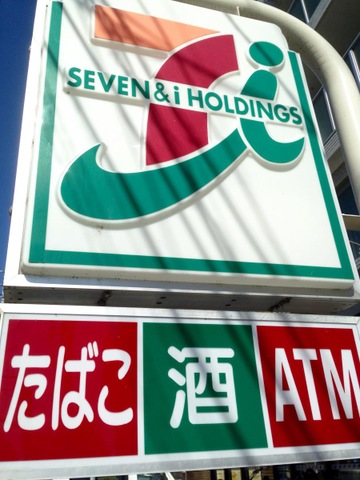 SEVEN & i HOLDINGS
たばこ 酒 ATM